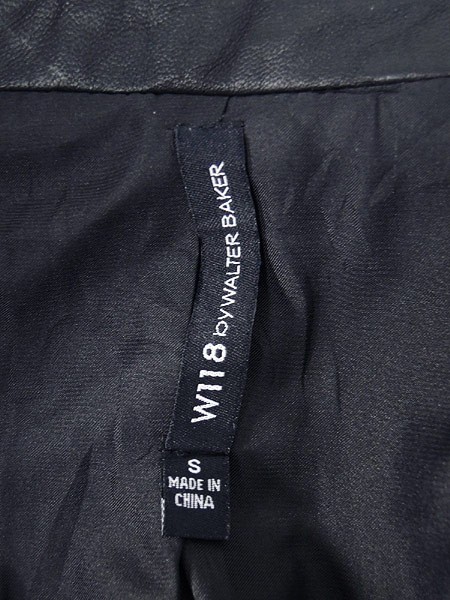 W118 by WALTER BAKER
S
MADE IN
CHINA